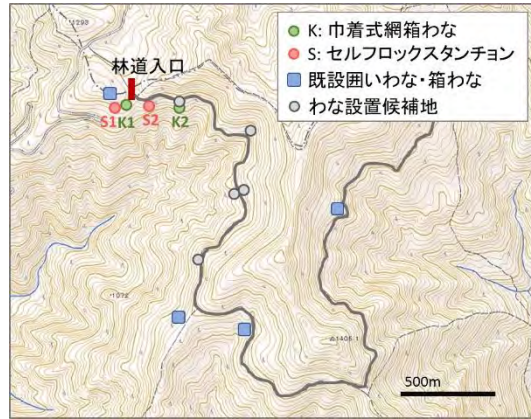 K: 巾着式網箱わな
S: セルフロックスタンチョン
既設囲いわな・箱わな
わな設置候補地
林道入口
S1
K1
S2
K2
500m